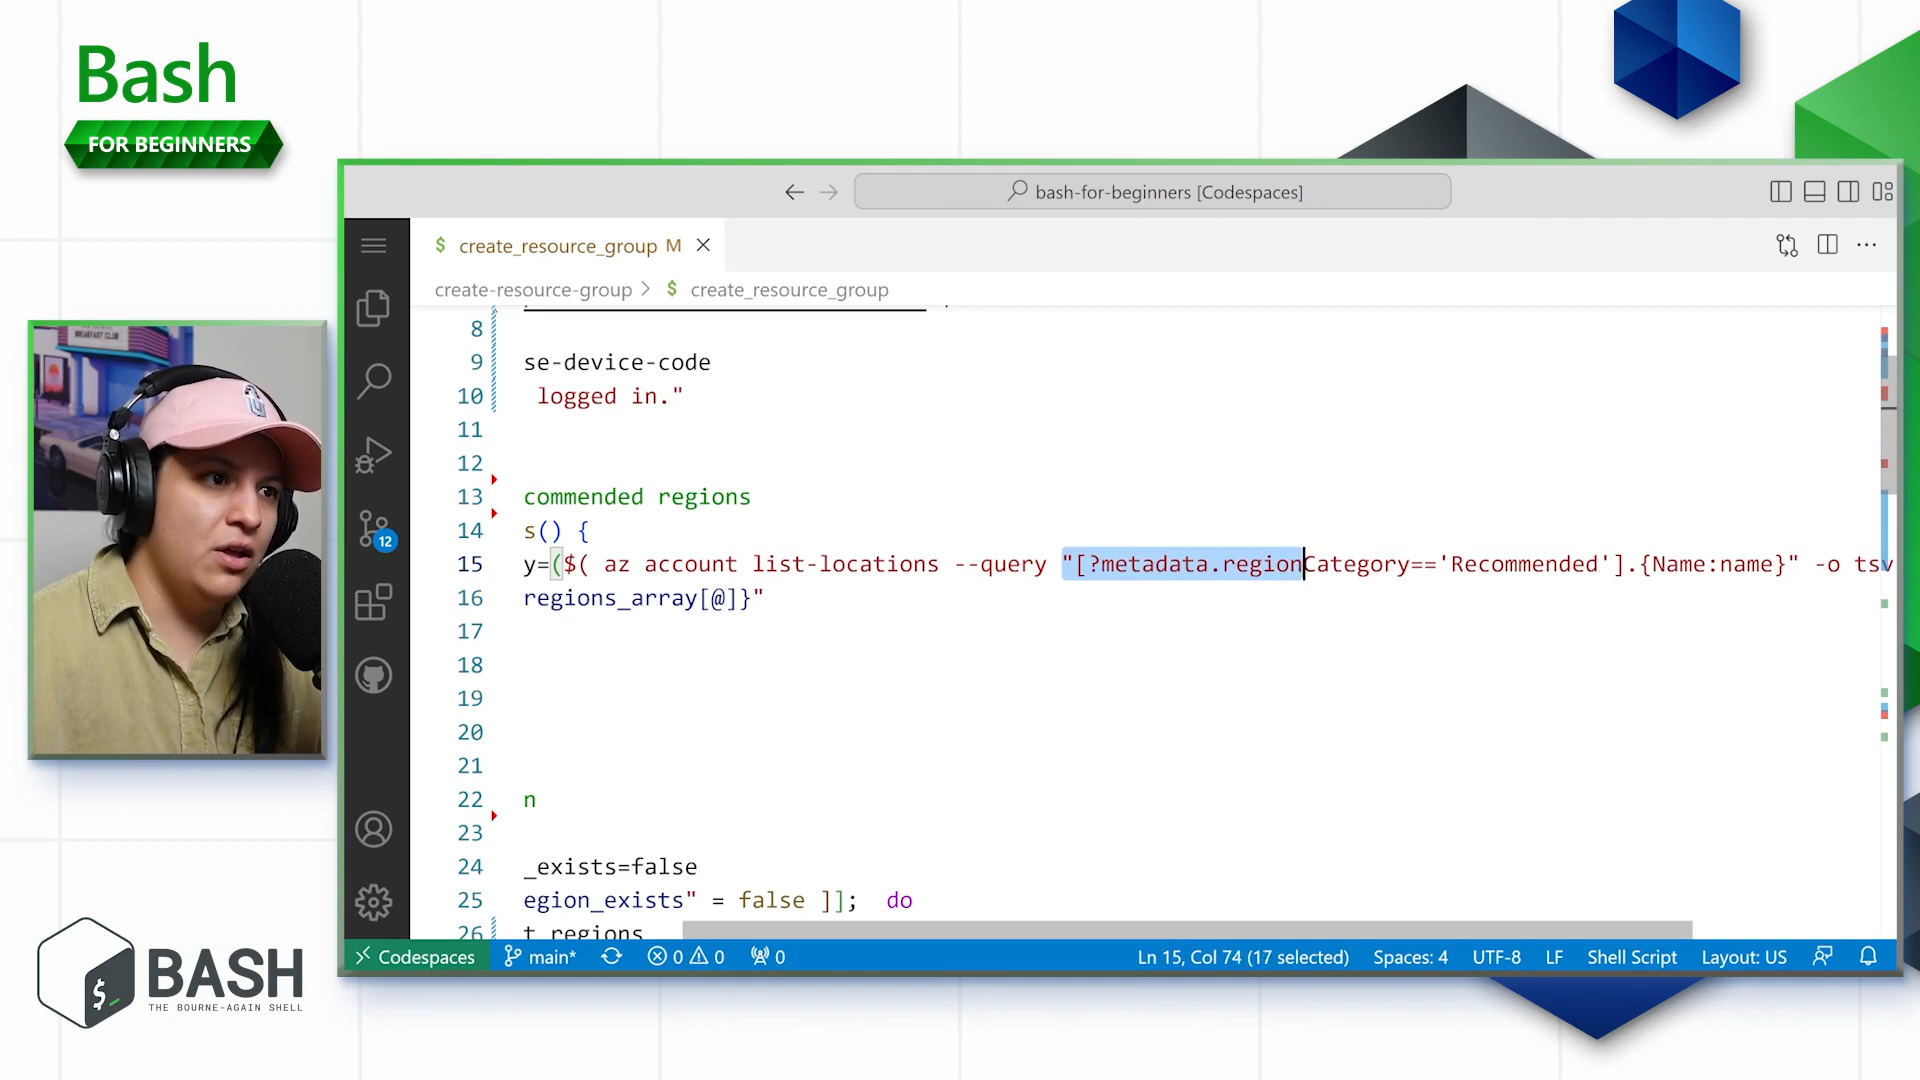 Bash
FOR BEGINNERS
bash-for-beginners [Codespaces]
$ create_resource_group M
create-resource-group > $ create_resource_group
8
9 se-device-code
10 logged in."
11
12
13 commended regions
14 s() {
15 y=($( az account list-locations --query "[?metadata.regionCategory=='Recommended'].{Name:name}" -o tsv
16 regions_array[@]}"
17
18
19
20
21
22 n
23
24 _exists=false
25 egion_exists" = false ]]; do
26 t_regions
12
Codespaces main* 0 0 0 Ln 15, Col 74 (17 selected) Spaces: 4 UTF-8 LF Shell Script Layout: US
BREAKFAST CLUB
$_
BASH
THE BOURNE-AGAIN SHELL